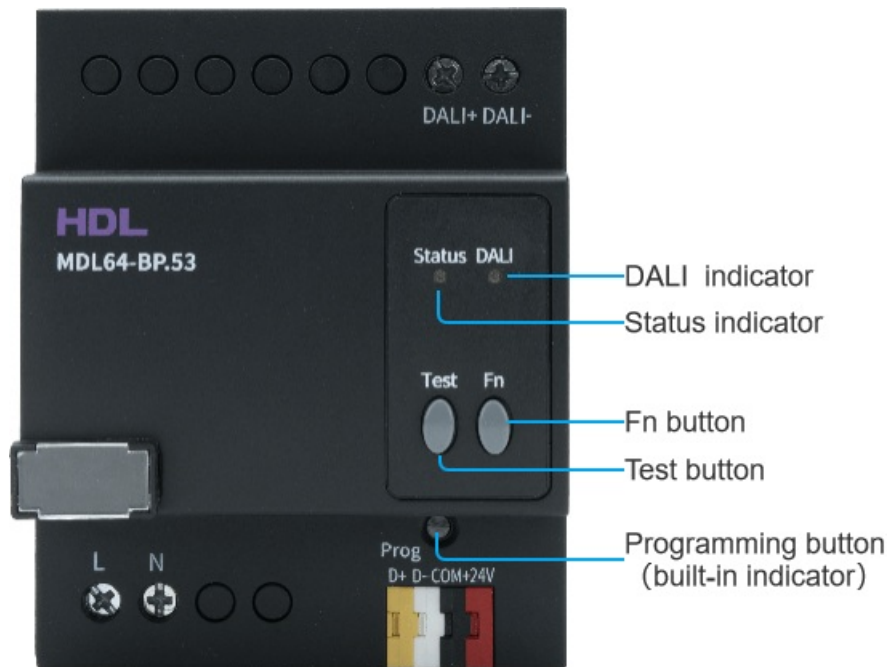 DALI+ DALI-
HDL
MDL64-BP.53
Status DALI
DALI indicator
Status indicator
Test Fn
Fn button
Test button
Programming button
(built-in indicator)
L N
Prog
D+ D- COM+24V